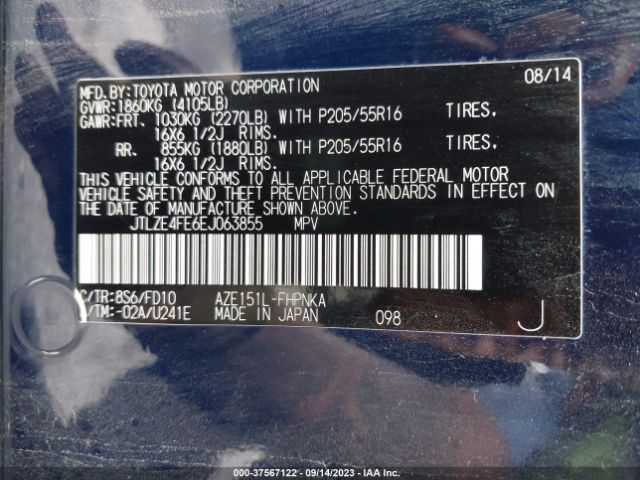 MFD. BY: TOYOTA MOTOR CORPORATION 08/14
GVWR: 1860KG (4105LB)
GAWR: FRT. 1030KG (2270LB) WITH P205/55R16 TIRES,
16X6 1/2J RIMS.
RR. 855KG (1880LB) WITH P205/55R16 TIRES,
16X6 1/2J RIMS.
THIS VEHICLE CONFORMS TO ALL APPLICABLE FEDERAL MOTOR
VEHICLE SAFETY AND THEFT PREVENTION STANDARDS IN EFFECT ON
THE DATE OF MANUFACTURE SHOWN ABOVE.
JTLZE4FE6EJ063855 MPV
C/TR: 8S6/FD10 AZE151L-FHPNKA
/TM: -02A/U241E MADE IN JAPAN 098 J
000-37567122 - 09/14/2023 - IAA Inc.